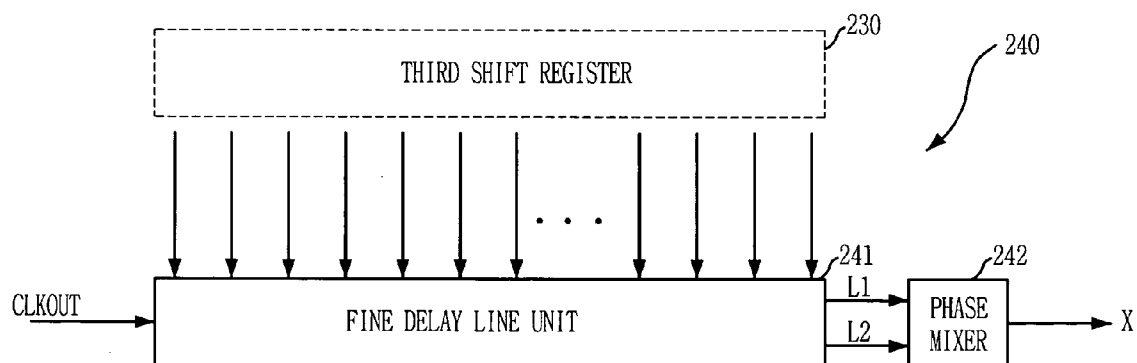 230
240
THIRD SHIFT REGISTER
241
242
CLKOUT
FINE DELAY LINE UNIT
L1
L2
PHASE
MIXER
X